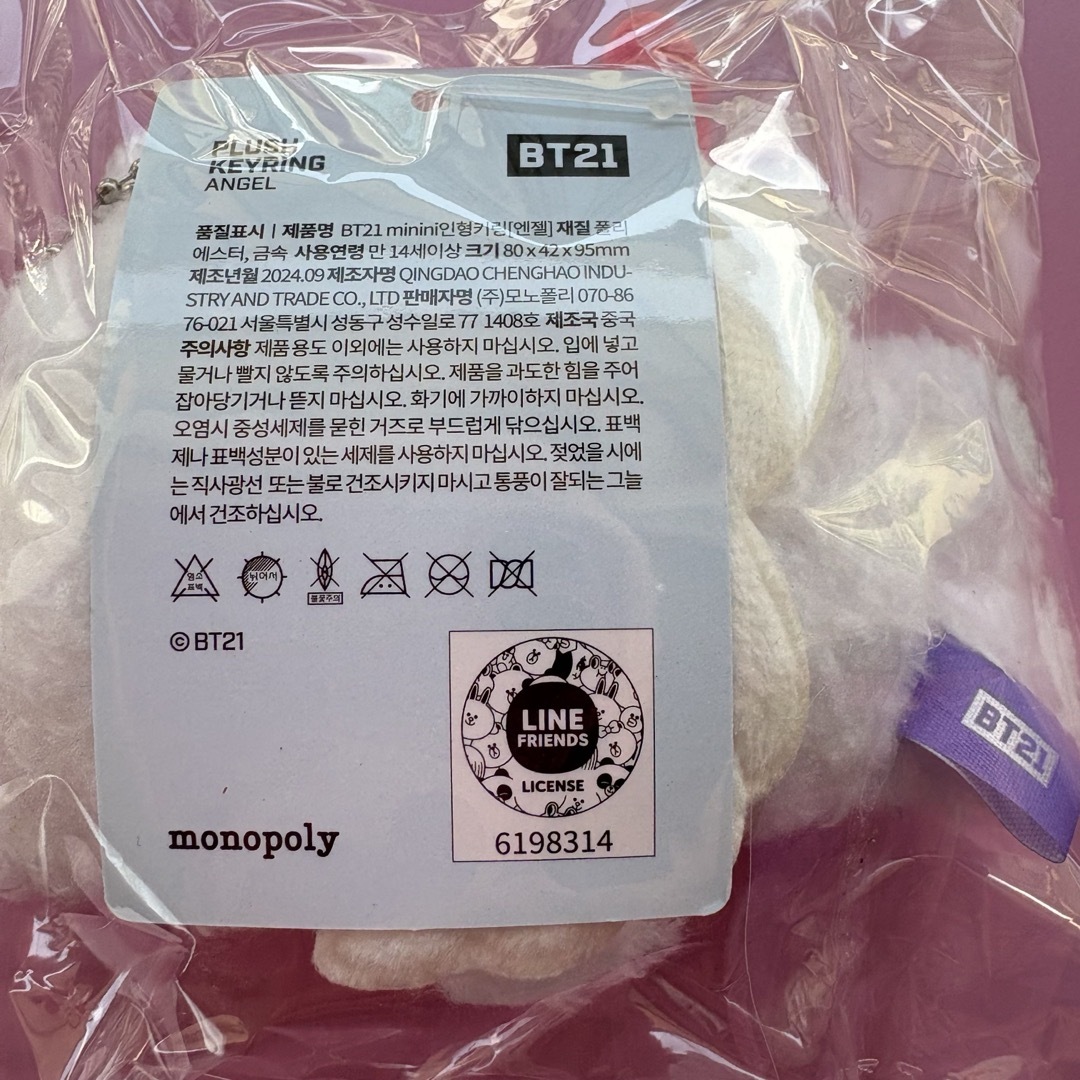 PLUSH
KEYRING
ANGEL
BT21
품질표시 | 제품명 BT21 minini인형키링[엔젤] 재질 폴리
에스터, 금속 사용연령 만 14세이상 크기 80 x 42 x 95mm
제조년월 2024.09 제조자명 QINGDAO CHENGHAO INDU-
STRY AND TRADE CO., LTD 판매자명 (주)모노폴리 070-86
76-021 서울특별시 성동구 성수일로 77 1408호 제조국 중국
주의사항 제품 용도 이외에는 사용하지 마십시오. 입에 넣고
물거나 빨지 않도록 주의하십시오. 제품을 과도한 힘을 주어
잡아당기거나 뜯지 마십시오. 화기에 가까이하지 마십시오.
오염시 중성세제를 묻힌 거즈로 부드럽게 닦으십시오. 표백
제나 표백성분이 있는 세제를 사용하지 마십시오. 젖었을 시에
는 직사광선 또는 불로 건조시키지 마시고 통풍이 잘되는 그늘
에서 건조하십시오.
염소
표백
뉘어서
불꽃주의
© BT21
LINE
FRIENDS
LICENSE
6198314
monopoly
BT21